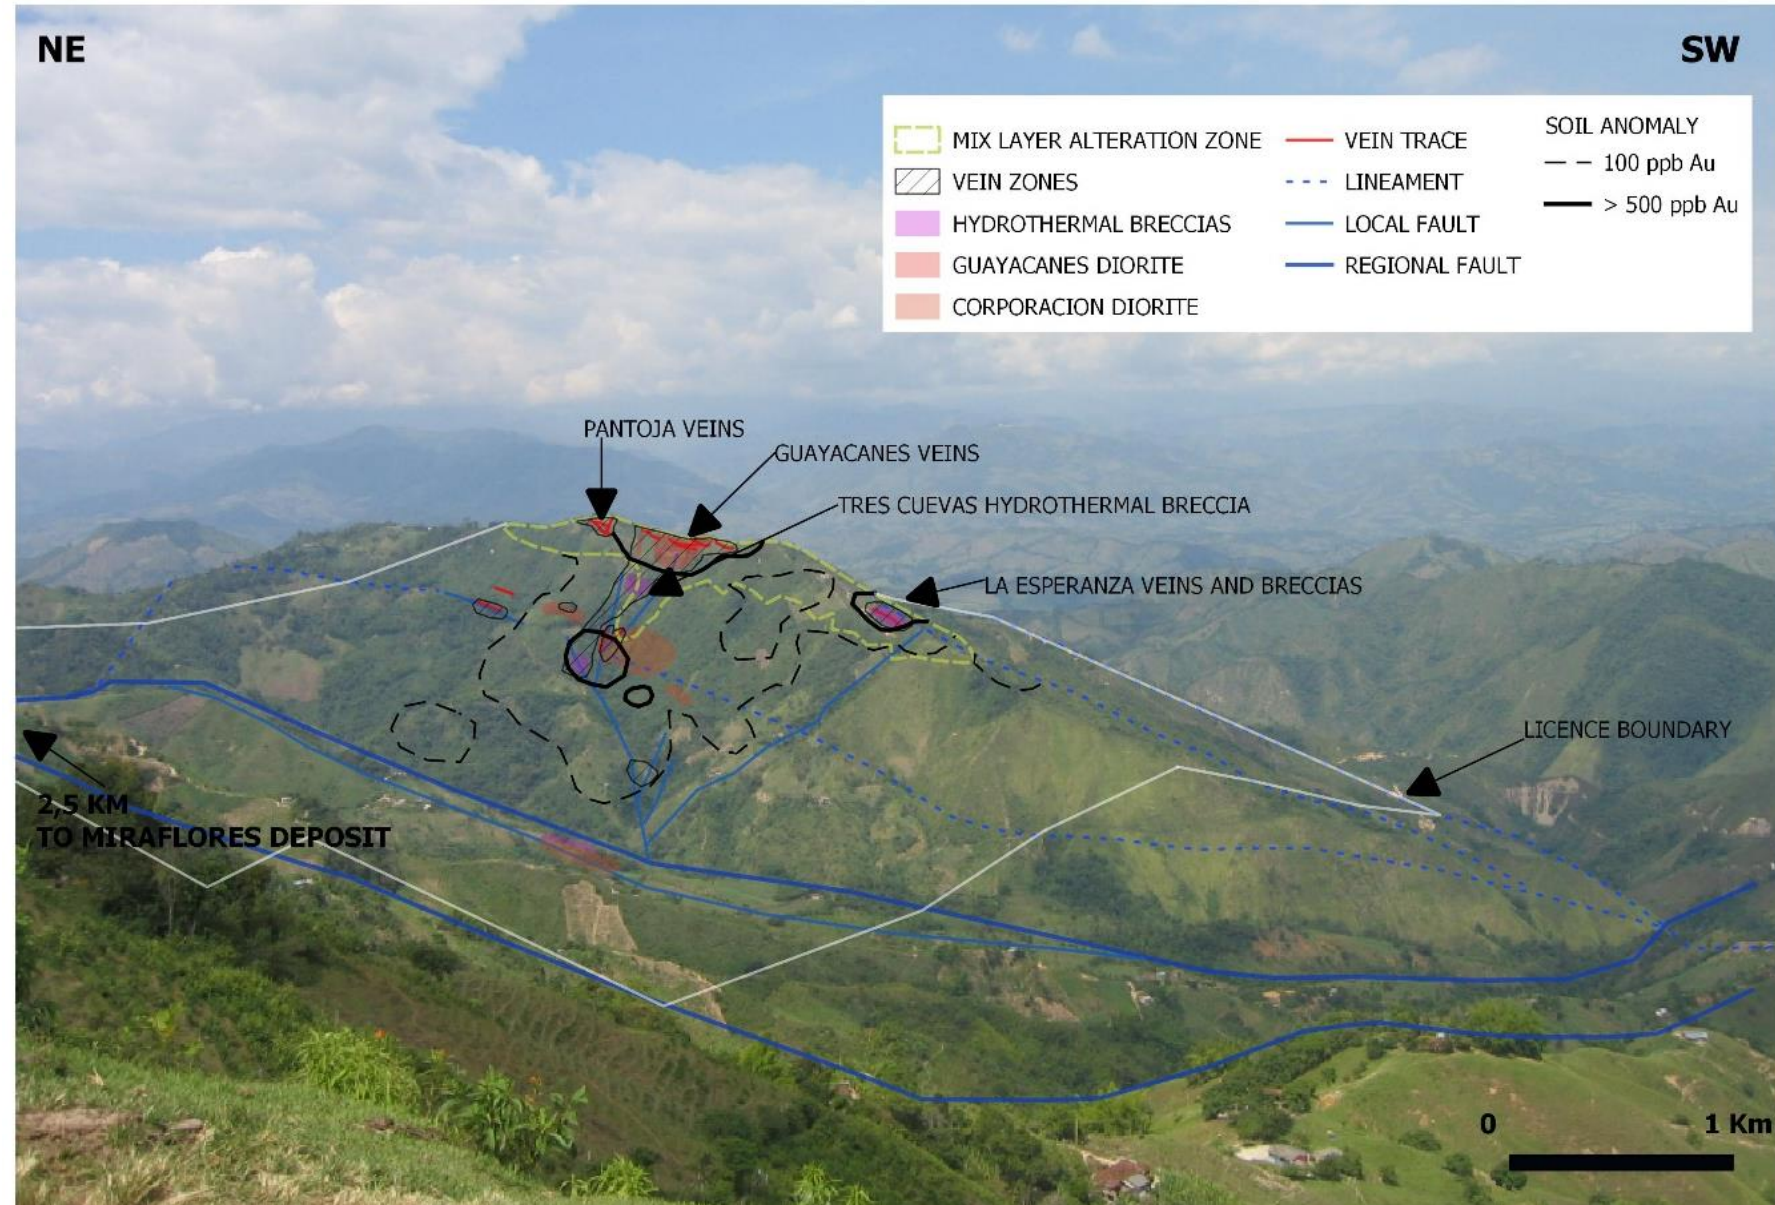 NE
SW
MIX LAYER ALTERATION ZONE
VEIN ZONES
HYDROTHERMAL BRECCIAS
GUAYACANES DIORITE
CORPORACION DIORITE
VEIN TRACE
LINEAMENT
LOCAL FAULT
REGIONAL FAULT
SOIL ANOMALY
100 ppb Au
> 500 ppb Au
PANTOJA VEINS
GUAYACANES VEINS
TRES CUEVAS HYDROTHERMAL BRECCIA
LA ESPERANZA VEINS AND BRECCIAS
LICENCE BOUNDARY
2,5 KM
TO MIRAFLORES DEPOSIT
0 1 Km